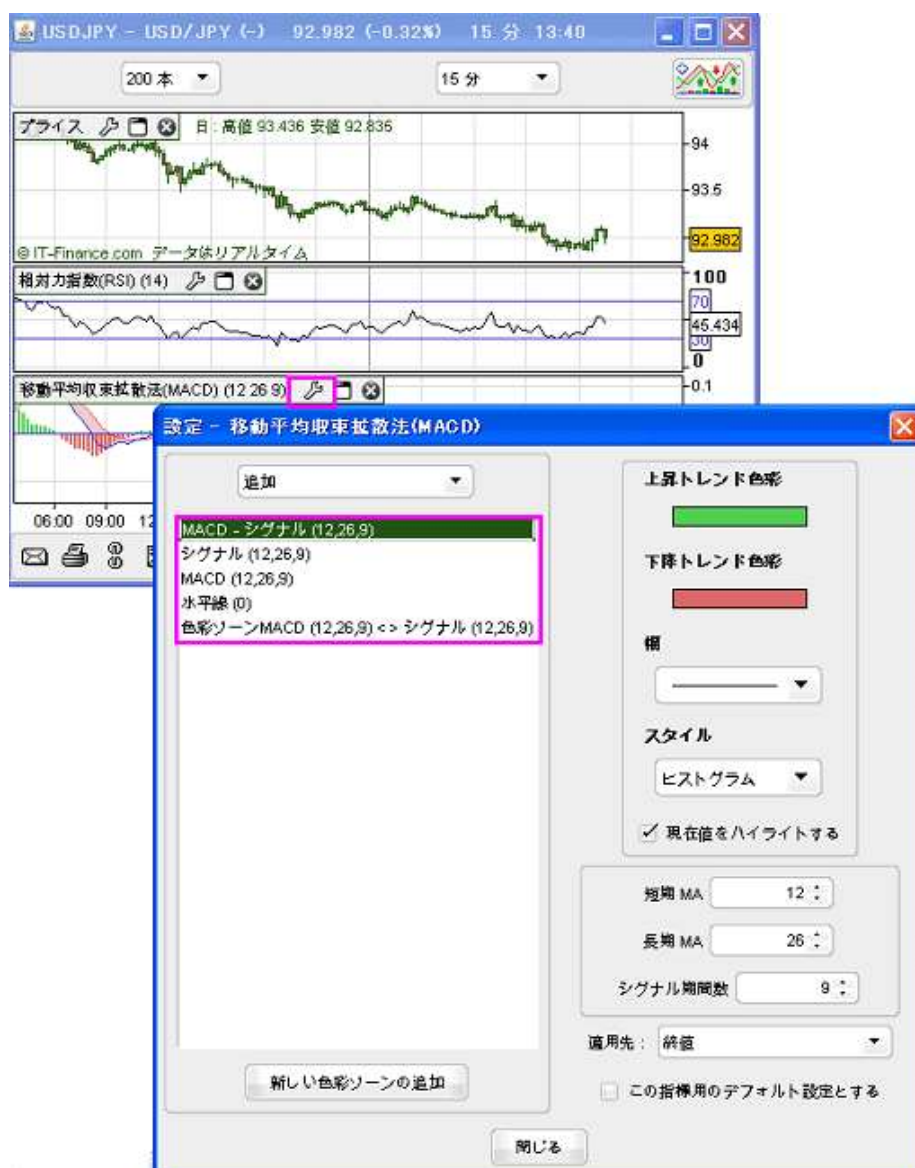 USDJPY - USD/JPY (-) 92.982 (-0.32%) 15 分 13:40
200 本 15 分
プライス 日: 高値 93.436 安値 92.835
94
93.5
92.982
© IT-Finance.com データはリアルタイム
相対力指数(RSI) (14)
100
70
45.434
30
0
移動平均収束拡散法(MACD) (12 26 9)
-0.1
06:00 09:00 12
設定 - 移動平均収束拡散法(MACD)
追加
MACD - シグナル (12,26,9)
シグナル (12,26,9)
MACD (12,26,9)
水平線 (0)
色彩ゾーンMACD (12,26,9) <> シグナル (12,26,9)
新しい色彩ゾーンの追加
上昇トレンド色彩
下降トレンド色彩
幅
スタイル
ヒストグラム
現在値をハイライトする
短期 MA 12
長期 MA 26
シグナル期間数 9
適用先: 終値
この指標用のデフォルト設定とする
閉じる